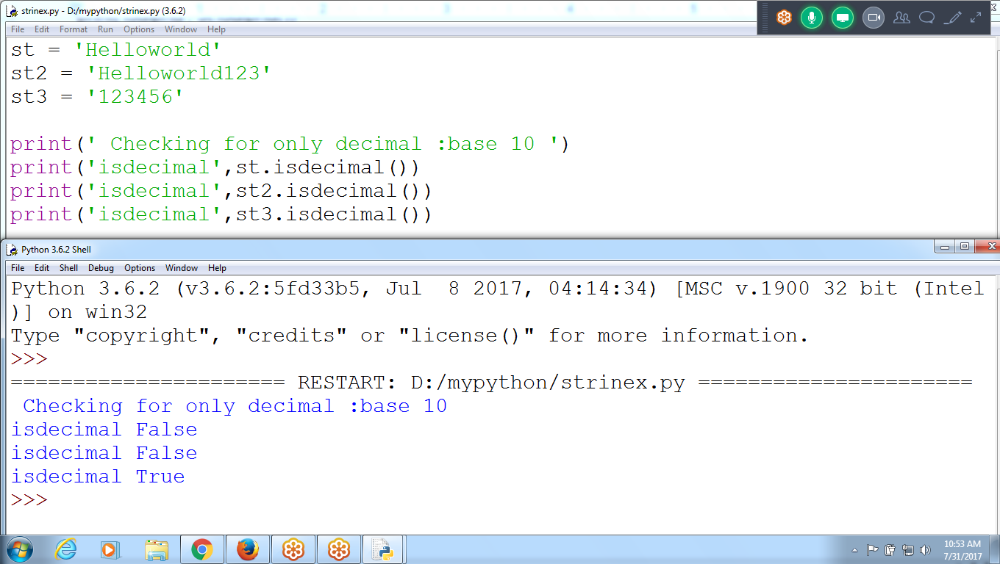 strinex.py - D:/mypython/strinex.py (3.6.2)
File Edit Format Run Options Window Help
st = 'Helloworld'
st2 = 'Helloworld123'
st3 = '123456'
print(' Checking for only decimal :base 10 ')
print('isdecimal',st.isdecimal())
print('isdecimal',st2.isdecimal())
print('isdecimal',st3.isdecimal())
Python 3.6.2 Shell
File Edit Shell Debug Options Window Help
Python 3.6.2 (v3.6.2:5fd33b5, Jul  8 2017, 04:14:34) [MSC v.1900 32 bit (Intel
)] on win32
Type "copyright", "credits" or "license()" for more information.
>>>
====================== RESTART: D:/mypython/strinex.py ======================
 Checking for only decimal :base 10
isdecimal False
isdecimal False
isdecimal True
>>>
10:53 AM
7/31/2017